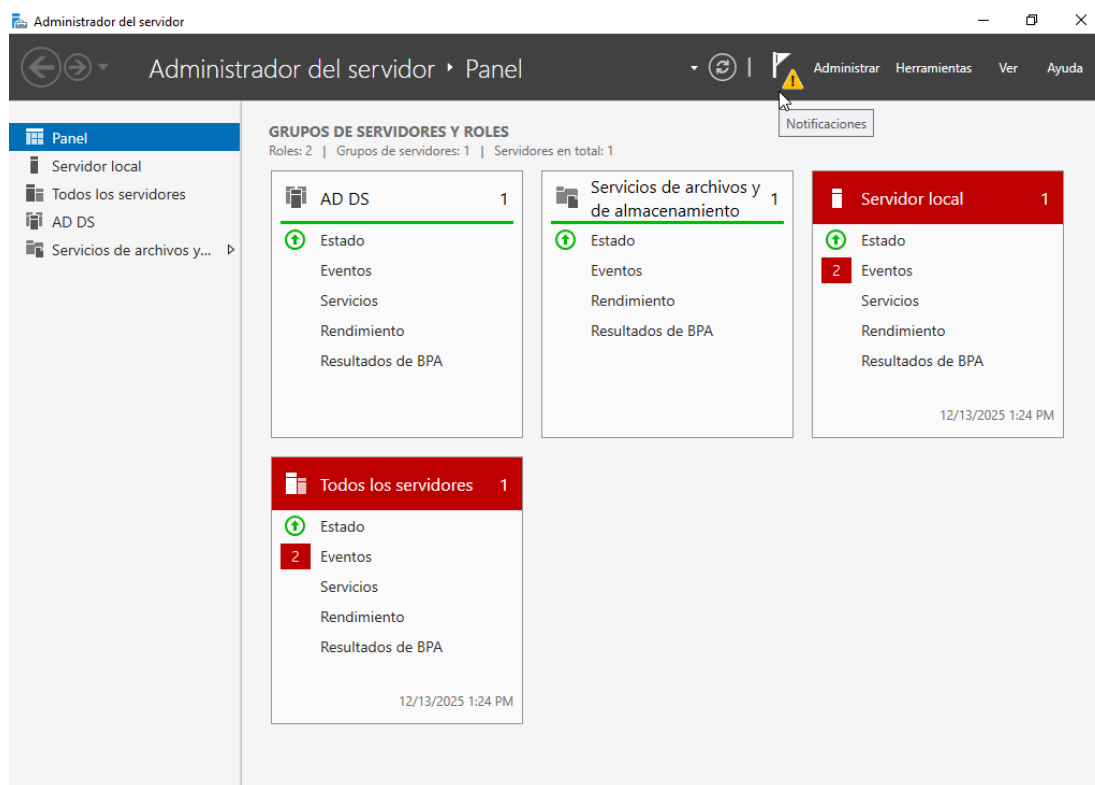 Administrador del servidor
Administrador del servidor ‣ Panel
Administrar Herramientas Ver Ayuda
Notificaciones
Panel
Servidor local
Todos los servidores
AD DS
Servicios de archivos y...
GRUPOS DE SERVIDORES Y ROLES
Roles: 2 | Grupos de servidores: 1 | Servidores en total: 1
AD DS 1
Estado
Eventos
Servicios
Rendimiento
Resultados de BPA
Servicios de archivos y
de almacenamiento 1
Estado
Eventos
Rendimiento
Resultados de BPA
Servidor local 1
Estado
2 Eventos
Servicios
Rendimiento
Resultados de BPA
12/13/2025 1:24 PM
Todos los servidores 1
Estado
2 Eventos
Servicios
Rendimiento
Resultados de BPA
12/13/2025 1:24 PM